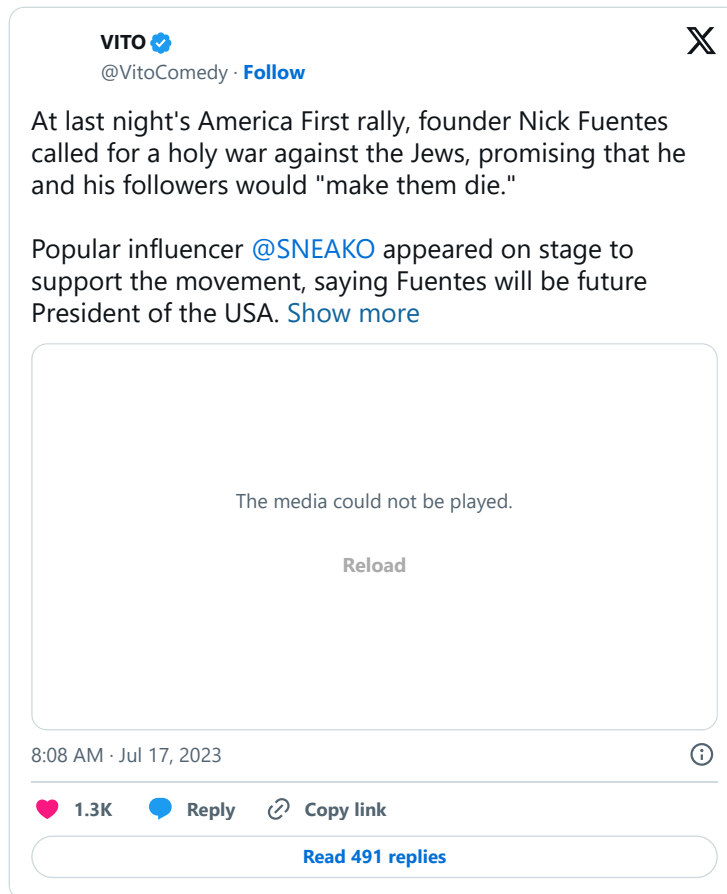 VITO
@VitoComedy · Follow
At last night's America First rally, founder Nick Fuentes
called for a holy war against the Jews, promising that he
and his followers would "make them die."
Popular influencer @SNEAKO appeared on stage to
support the movement, saying Fuentes will be future
President of the USA. Show more
The media could not be played.
Reload
8:08 AM · Jul 17, 2023
1.3K Reply Copy link
Read 491 replies